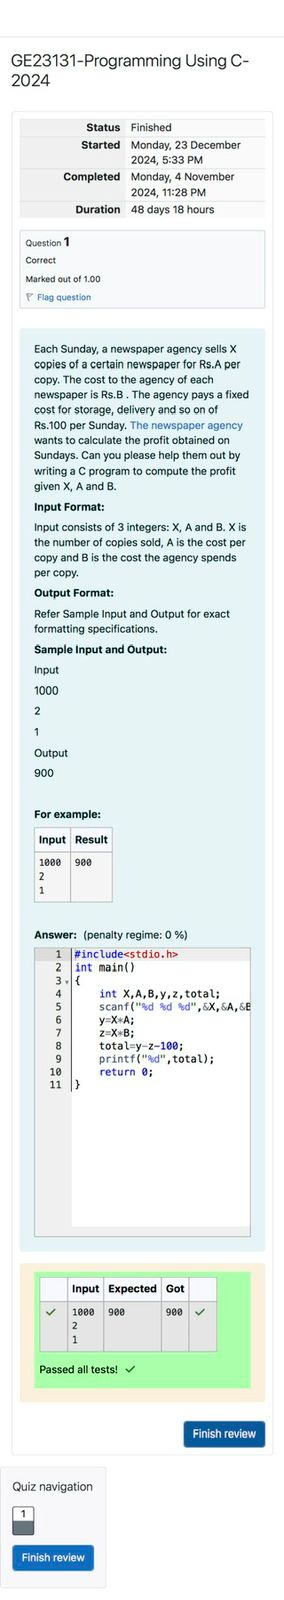 GE23131-Programming Using C-
2024
Status Finished
Started Monday, 23 December
2024, 5:33 PM
Completed Monday, 4 November
2024, 11:28 PM
Duration 48 days 18 hours
Question 1
Correct
Marked out of 1.00
Flag question
Each Sunday, a newspaper agency sells X
copies of a certain newspaper for Rs.A per
copy. The cost to the agency of each
newspaper is Rs.B . The agency pays a fixed
cost for storage, delivery and so on of
Rs.100 per Sunday. The newspaper agency
wants to calculate the profit obtained on
Sundays. Can you please help them out by
writing a C program to compute the profit
given X, A and B.
Input Format:
Input consists of 3 integers: X, A and B. X is
the number of copies sold, A is the cost per
copy and B is the cost the agency spends
per copy.
Output Format:
Refer Sample Input and Output for exact
formatting specifications.
Sample Input and Output:
Input
1000
2
1
Output
900
For example:
Input Result
1000 900
2
1
Answer: (penalty regime: 0 %)
1 #include<stdio.h>
2 int main()
3 {
4 int X,A,B,y,z,total;
5 scanf("%d %d %d",&X,&A,&B
6 y=X*A;
7 z=X*B;
8 total=y-z-100;
9 printf("%d",total);
10 return 0;
11 }
Input Expected Got
1000 900 900
2
1
Passed all tests!
Finish review
Quiz navigation
1
Finish review